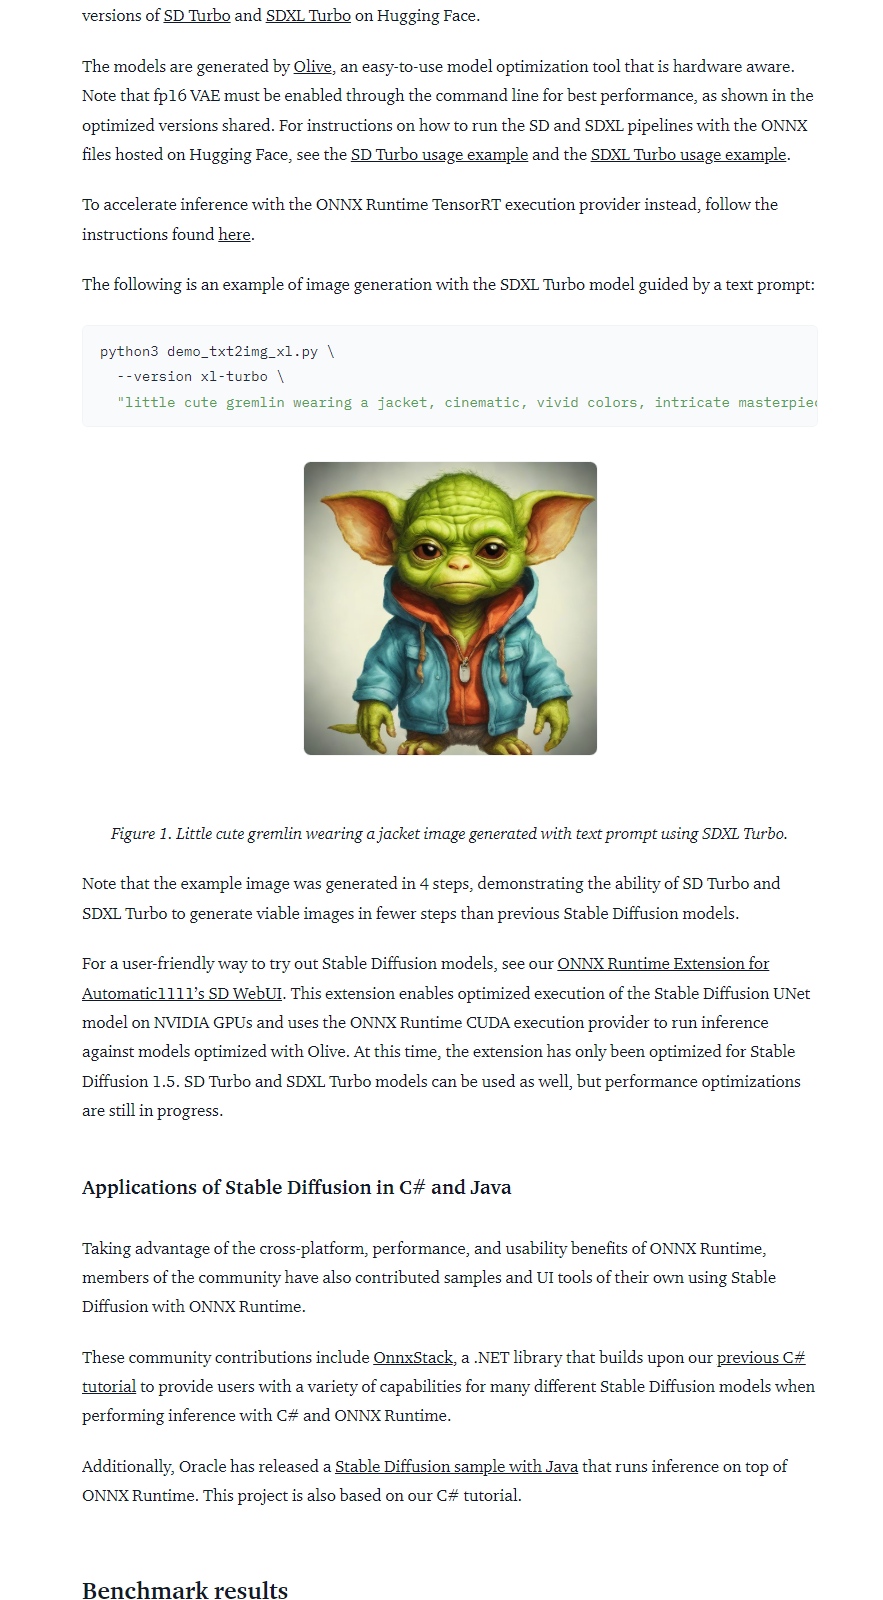 versions of SD Turbo and SDXL Turbo on Hugging Face.
The models are generated by Olive, an easy-to-use model optimization tool that is hardware aware.
Note that fp16 VAE must be enabled through the command line for best performance, as shown in the
optimized versions shared. For instructions on how to run the SD and SDXL pipelines with the ONNX
files hosted on Hugging Face, see the SD Turbo usage example and the SDXL Turbo usage example.
To accelerate inference with the ONNX Runtime TensorRT execution provider instead, follow the
instructions found here.
The following is an example of image generation with the SDXL Turbo model guided by a text prompt:
python3 demo_txt2img_xl.py \
  --version xl-turbo \
  "little cute gremlin wearing a jacket, cinematic, vivid colors, intricate masterpiec
Figure 1. Little cute gremlin wearing a jacket image generated with text prompt using SDXL Turbo.
Note that the example image was generated in 4 steps, demonstrating the ability of SD Turbo and
SDXL Turbo to generate viable images in fewer steps than previous Stable Diffusion models.
For a user-friendly way to try out Stable Diffusion models, see our ONNX Runtime Extension for
Automatic1111’s SD WebUI. This extension enables optimized execution of the Stable Diffusion UNet
model on NVIDIA GPUs and uses the ONNX Runtime CUDA execution provider to run inference
against models optimized with Olive. At this time, the extension has only been optimized for Stable
Diffusion 1.5. SD Turbo and SDXL Turbo models can be used as well, but performance optimizations
are still in progress.
Applications of Stable Diffusion in C# and Java
Taking advantage of the cross-platform, performance, and usability benefits of ONNX Runtime,
members of the community have also contributed samples and UI tools of their own using Stable
Diffusion with ONNX Runtime.
These community contributions include OnnxStack, a .NET library that builds upon our previous C#
tutorial to provide users with a variety of capabilities for many different Stable Diffusion models when
performing inference with C# and ONNX Runtime.
Additionally, Oracle has released a Stable Diffusion sample with Java that runs inference on top of
ONNX Runtime. This project is also based on our C# tutorial.
Benchmark results